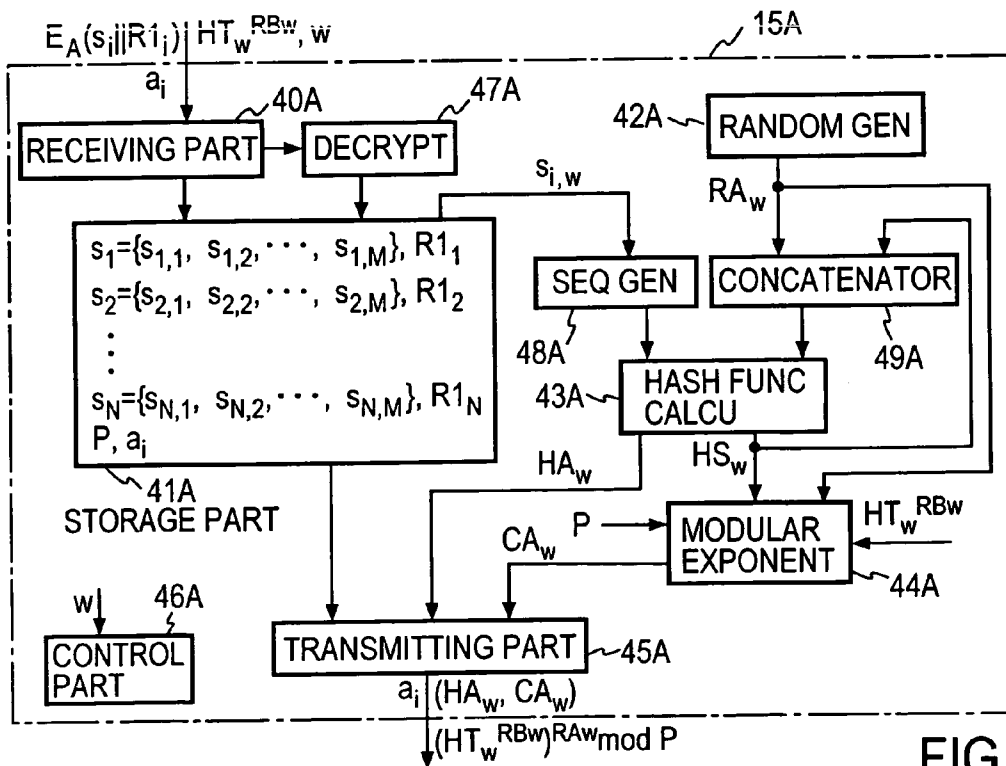 E_A(s_i||R1_i) HT_w^RBw, w
15A
a_i
40A
47A
42A
RECEIVING PART
DECRYPT
RANDOM GEN
s_i,w
RA_w
s_1={s_1,1, s_1,2, ···, s_1,M}, R1_1
s_2={s_2,1, s_2,2, ···, s_2,M}, R1_2
s_N={s_N,1, s_N,2, ···, s_N,M}, R1_N
P, a_i
SEQ GEN
CONCATENATOR
48A
49A
43A
HASH FUNC
CALCU
HA_w
HS_w
41A
STORAGE PART
P
MODULAR
EXPONENT
HT_w^RBw
CA_w
44A
w
46A
CONTROL
PART
TRANSMITTING PART
45A
a_i (HA_w, CA_w)
(HT_w^RBw)^RAw mod P
FIG